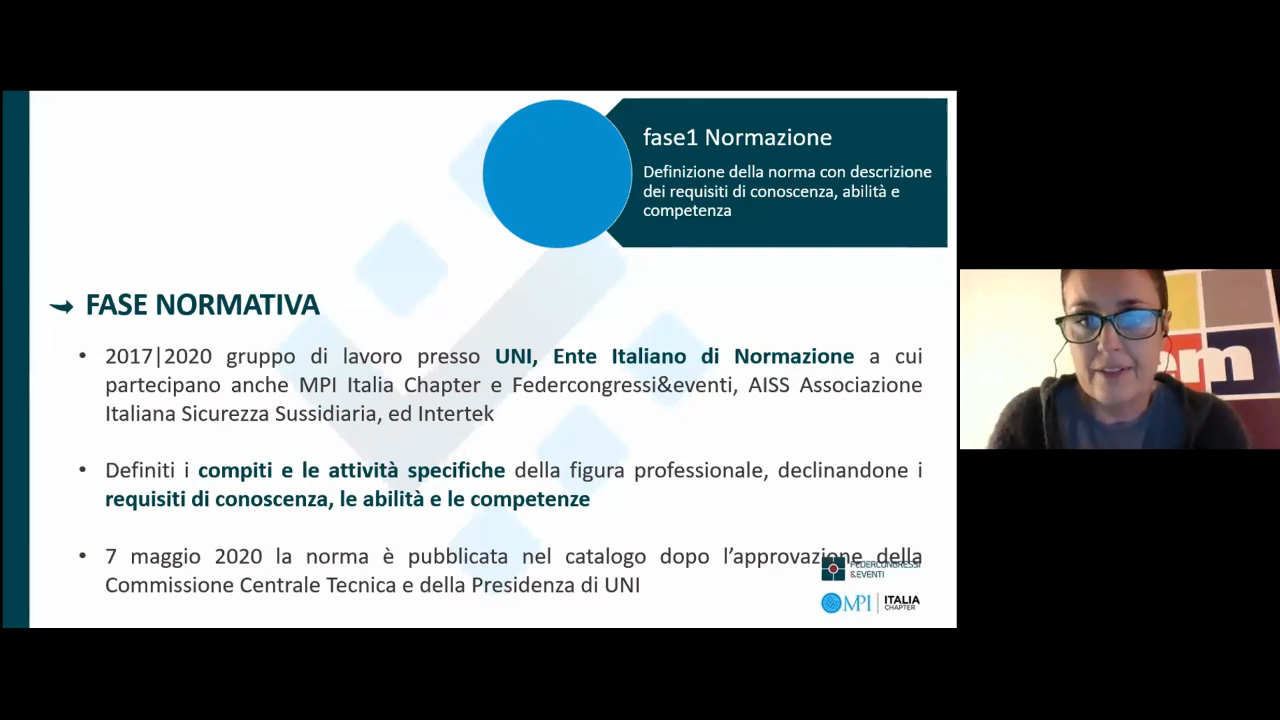 fase1 Normazione
Definizione della norma con descrizione
dei requisiti di conoscenza, abilità e
competenza
FASE NORMATIVA
• 2017|2020 gruppo di lavoro presso UNI, Ente Italiano di Normazione a cui
partecipano anche MPI Italia Chapter e Federcongressi&eventi, AISS Associazione
Italiana Sicurezza Sussidiaria, ed Intertek
• Definiti i compiti e le attività specifiche della figura professionale, declinandone i
requisiti di conoscenza, le abilità e le competenze
• 7 maggio 2020 la norma è pubblicata nel catalogo dopo l’approvazione della
Commissione Centrale Tecnica e della Presidenza di UNI
FEDERCONGRESSI
&EVENTI
MPI | ITALIA
CHAPTER